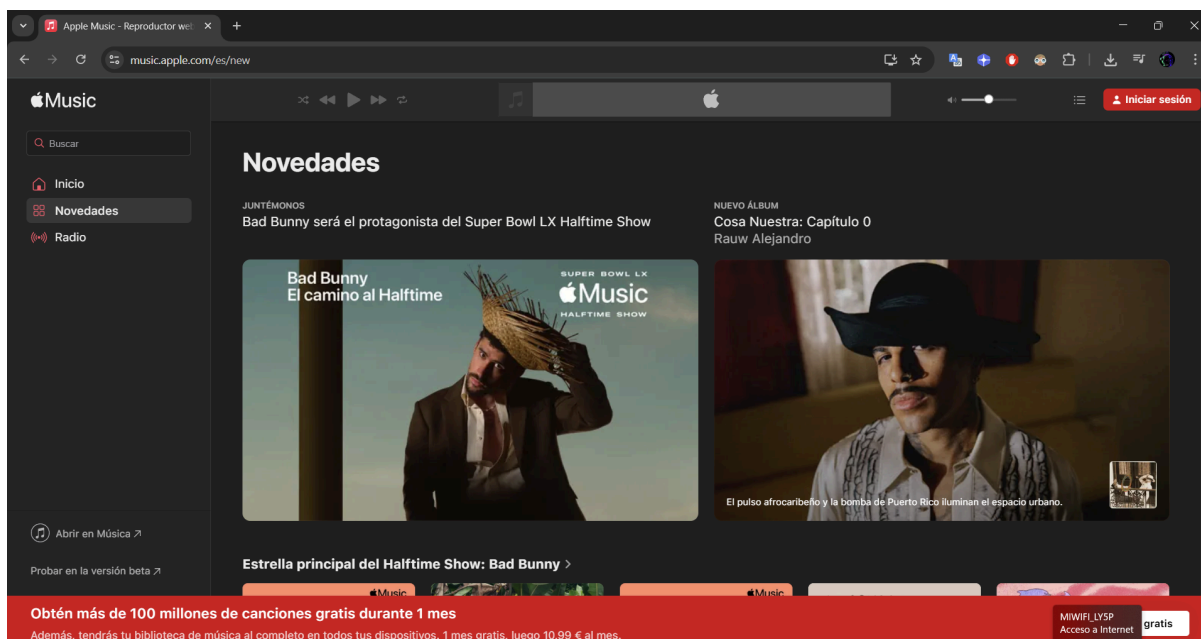 Apple Music - Reproductor wel
music.apple.com/es/new
Music
Iniciar sesión
Buscar
Inicio
Novedades
Radio
Abrir en Música ↗
Probar en la versión beta ↗
Novedades
JUNTÉMONOS
Bad Bunny será el protagonista del Super Bowl LX Halftime Show
NUEVO ÁLBUM
Cosa Nuestra: Capítulo 0
Rauw Alejandro
Bad Bunny
El camino al Halftime
SUPER BOWL LX
Music
HALFTIME SHOW
El pulso afrocaribeño y la bomba de Puerto Rico iluminan el espacio urbano.
Estrella principal del Halftime Show: Bad Bunny >
Music
Music
Obtén más de 100 millones de canciones gratis durante 1 mes
Además, tendrás tu biblioteca de música al completo en todos tus dispositivos. 1 mes gratis, luego 10,99 € al mes.
MIWIFI_LY5P
Acceso a Internet
gratis